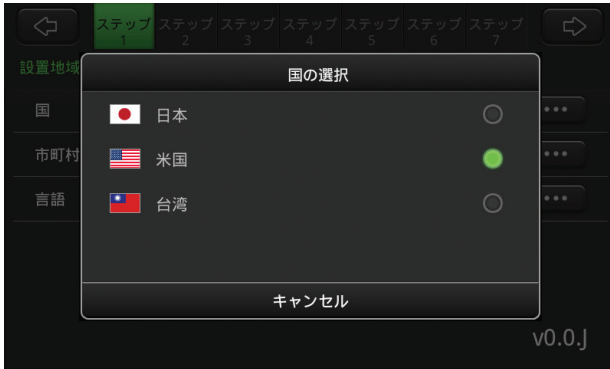 ステップ 1
ステップ 2
ステップ 3
ステップ 4
ステップ 5
ステップ 6
ステップ 7
設置地域
国の選択
国
日本
市町村
米国
言語
台湾
キャンセル
v0.0.J